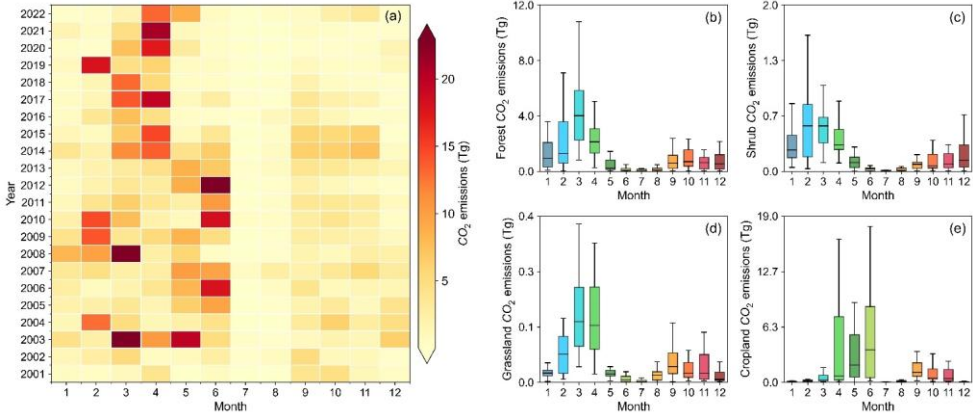 (a)
2022
2021
2020
2019
2018
2017
2016
2015
2014
2013
2012
2011
2010
2009
2008
2007
2006
2005
2004
2003
2002
2001
Year
1 2 3 4 5 6 7 8 9 10 11 12
Month
20
15
10
5
CO2 emissions (Tg)
(b)
Forest CO2 emissions (Tg)
12.0
8.0
4.0
0.0
1 2 3 4 5 6 7 8 9 10 11 12
Month
(c)
Shrub CO2 emissions (Tg)
2.0
1.3
0.7
0.0
1 2 3 4 5 6 7 8 9 10 11 12
Month
(d)
Grassland CO2 emissions (Tg)
0.4
0.3
0.1
0.0
1 2 3 4 5 6 7 8 9 10 11 12
Month
(e)
Cropland CO2 emissions (Tg)
19.0
12.7
6.3
0.0
1 2 3 4 5 6 7 8 9 10 11 12
Month